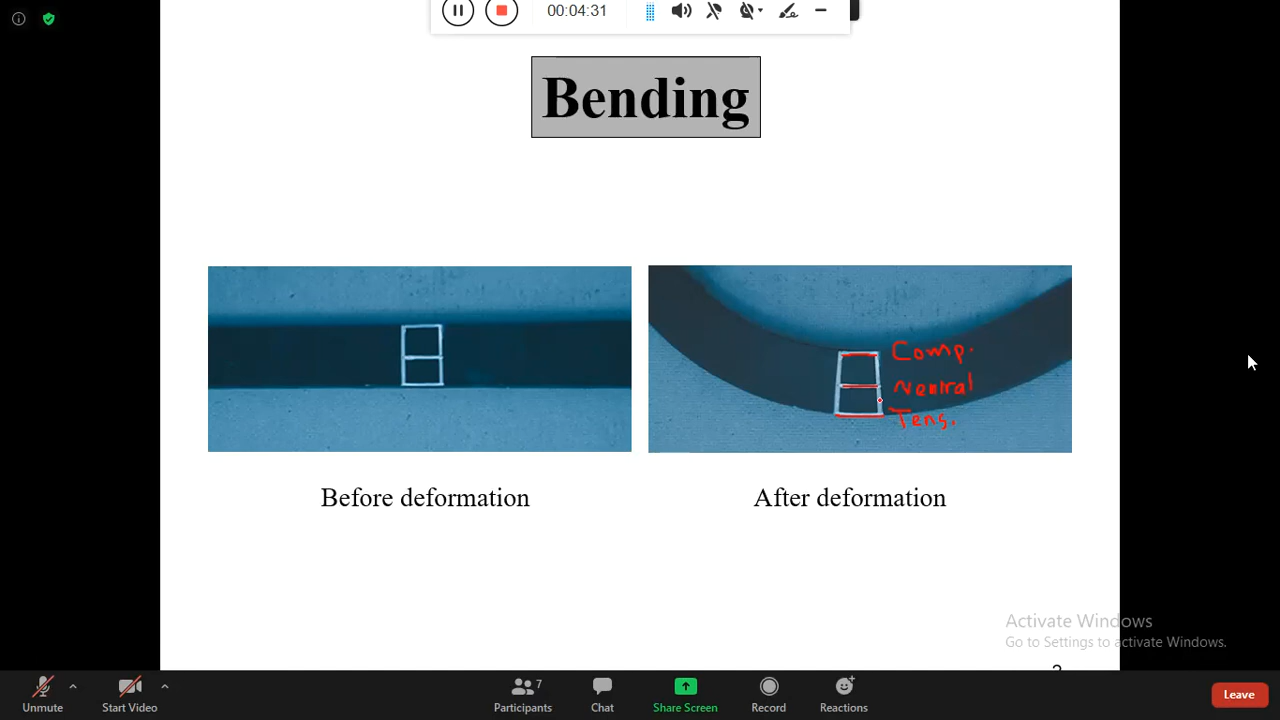 00:04:31
Bending
Comp.
Neutral
Tens.
Before deformation
After deformation
Activate Windows
Go to Settings to activate Windows.
Unmute
Start Video
7
Participants
Chat
Share Screen
Record
Reactions
Leave